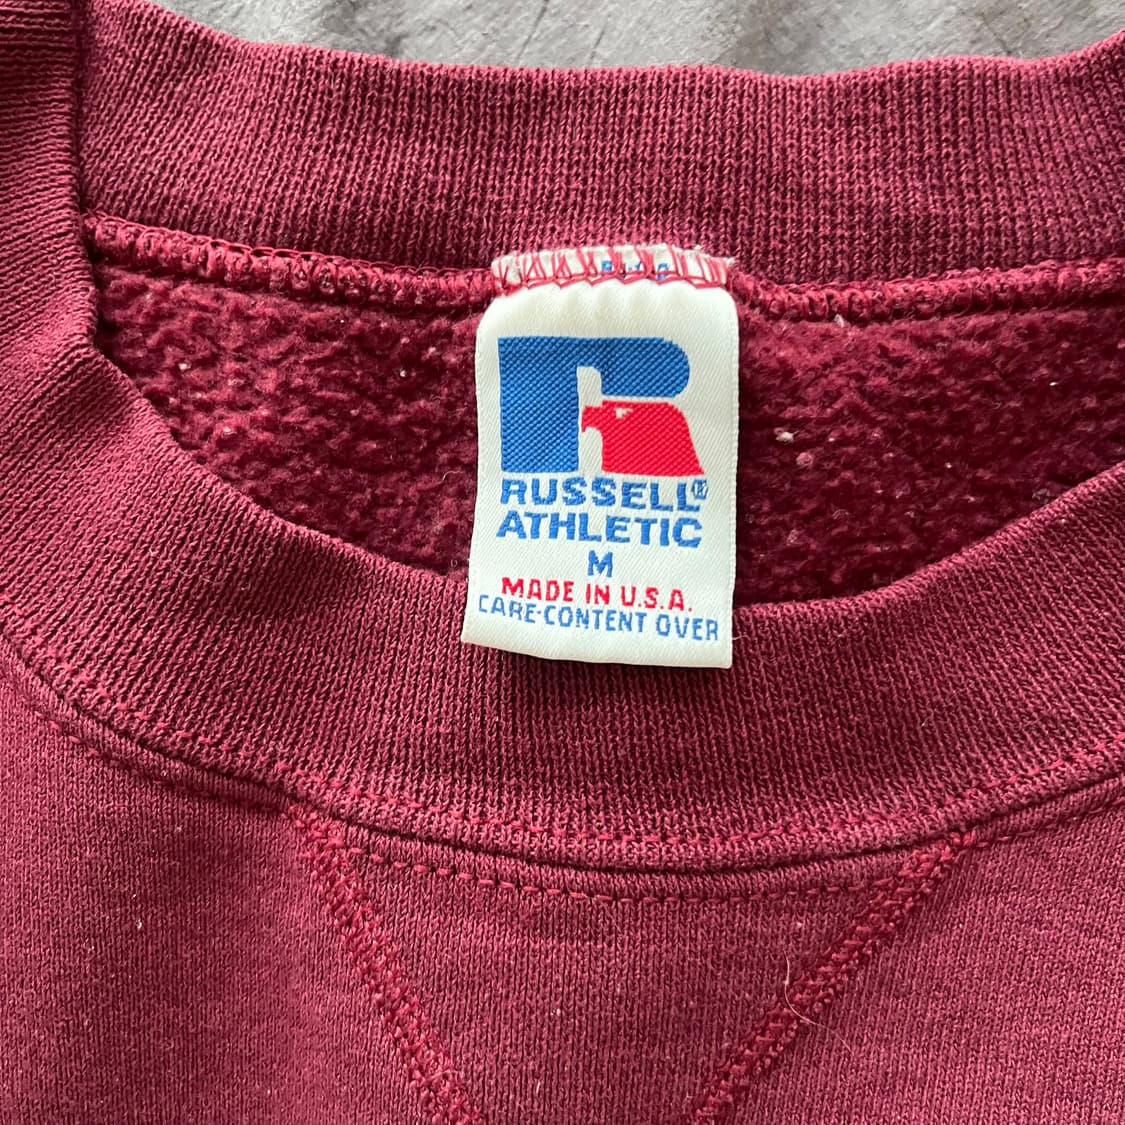 RUSSELL®
ATHLETIC
M
MADE IN U.S.A.
CARE-CONTENT OVER